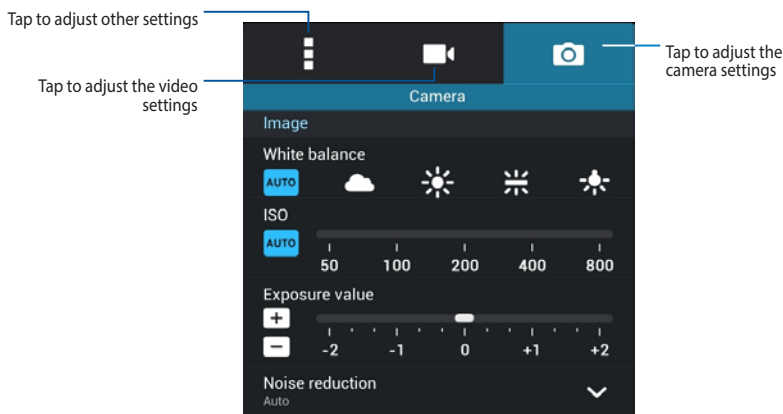 Tap to adjust other settings
Tap to adjust the video
settings
Tap to adjust the
camera settings
Camera
Image
White balance
AUTO
ISO
AUTO
50 100 200 400 800
Exposure value
+
-2 -1 0 +1 +2
−
Noise reduction
Auto